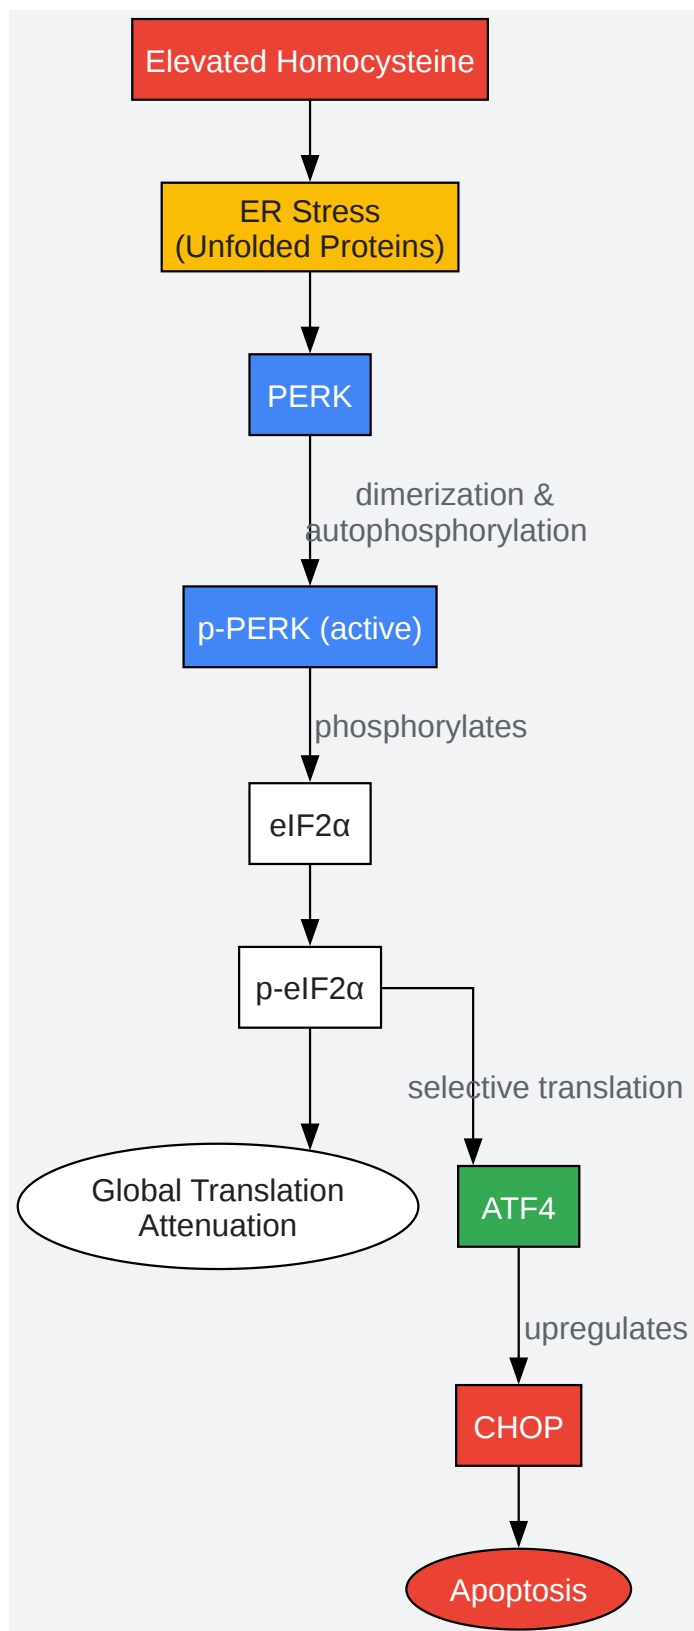 Elevated Homocysteine
ER Stress
(Unfolded Proteins)
PERK
dimerization &
autophosphorylation
p-PERK (active)
phosphorylates
eIF2α
p-eIF2α
selective translation
Global Translation
Attenuation
ATF4
upregulates
CHOP
Apoptosis